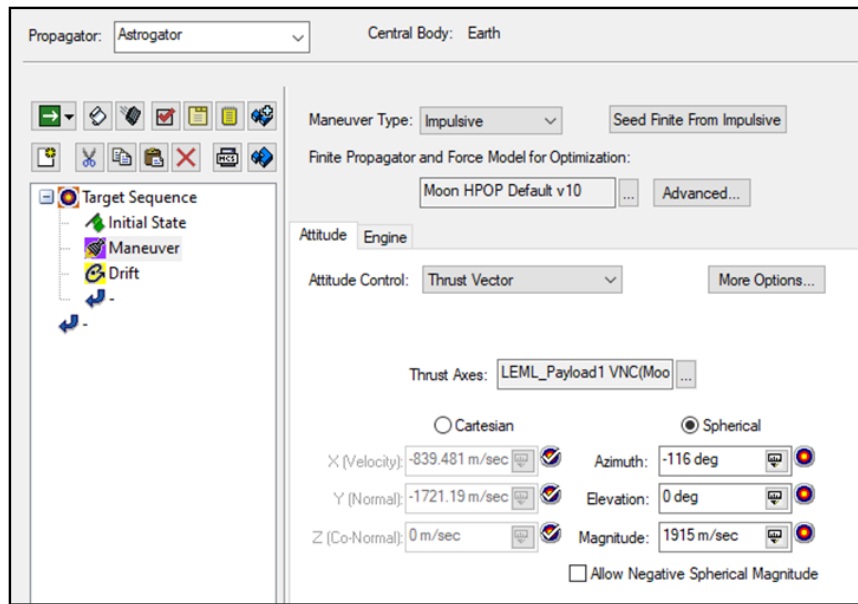 Propagator: Astrogator Central Body: Earth
Maneuver Type: Impulsive Seed Finite From Impulsive
Finite Propagator and Force Model for Optimization:
Moon HPOP Default v10 ... Advanced...
MCS
Target Sequence
Initial State
Maneuver
Drift
-
-
Attitude Engine
Attitude Control: Thrust Vector More Options...
Thrust Axes: LEML_Payload1 VNC(Moo ...
Cartesian Spherical
X (Velocity): -839.481 m/sec Azimuth: -116 deg
Y (Normal): -1721.19 m/sec Elevation: 0 deg
Z (Co-Normal): 0 m/sec Magnitude: 1915 m/sec
Allow Negative Spherical Magnitude